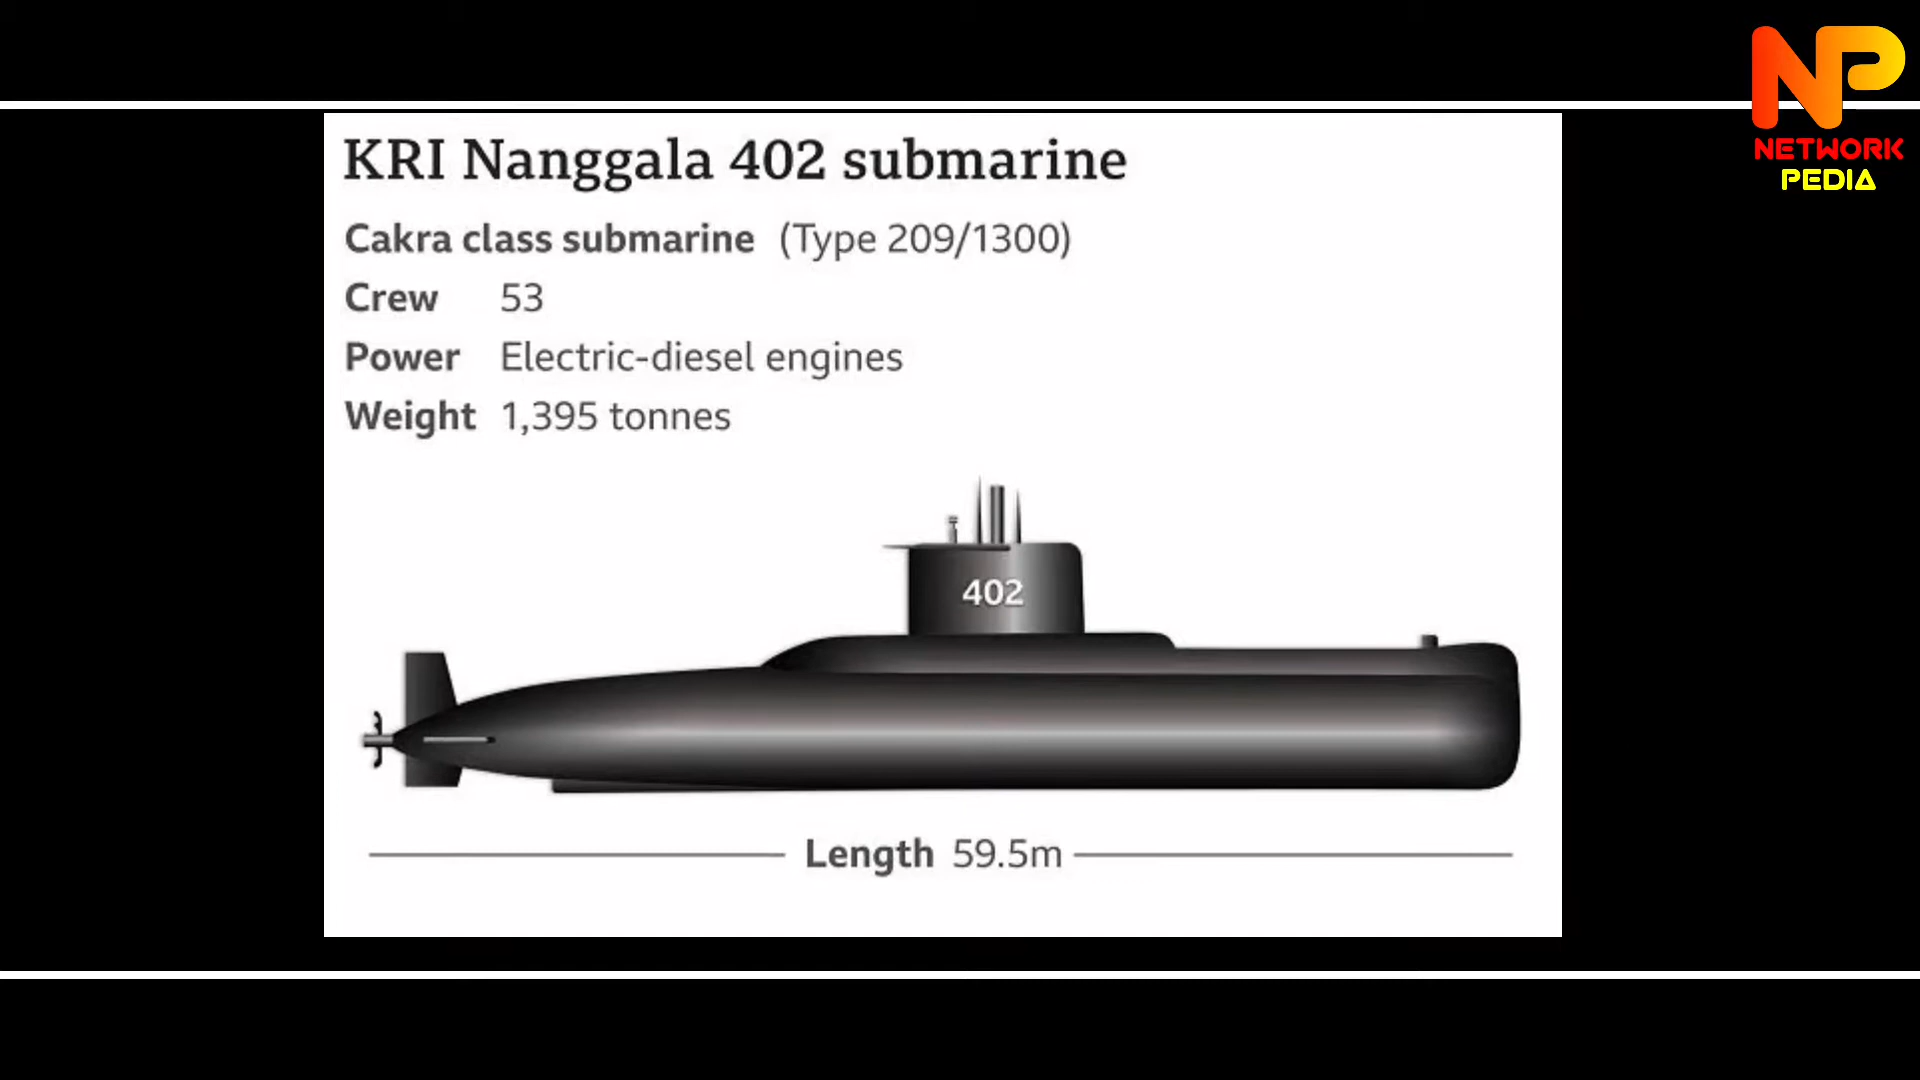 KRI Nanggala 402 submarine
Cakra class submarine (Type 209/1300)
Crew 53
Power Electric-diesel engines
Weight 1,395 tonnes
402
Length 59.5m
NP
NETWORK
PEDIA